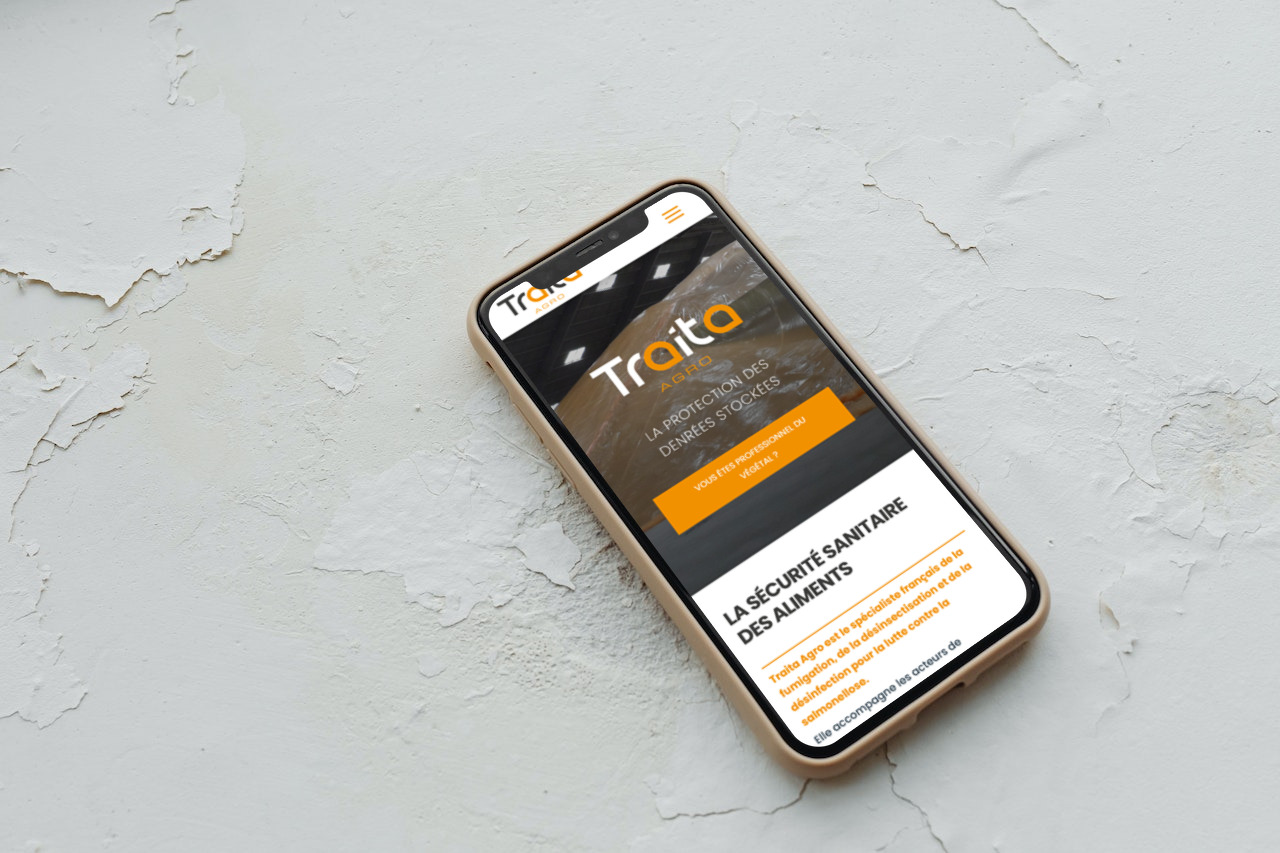 Traita
AGRO
Traita
AGRO
LA PROTECTION DES
DENRÉES STOCKÉES
VOUS ÊTES PROFESSIONNEL DU
VÉGÉTAL ?
LA SÉCURITÉ SANITAIRE
DES ALIMENTS
Traita Agro est le spécialiste français de la
fumigation, de la désinsectisation et de la
désinfection pour la lutte contre la
salmonellose.
Elle accompagne les acteurs de